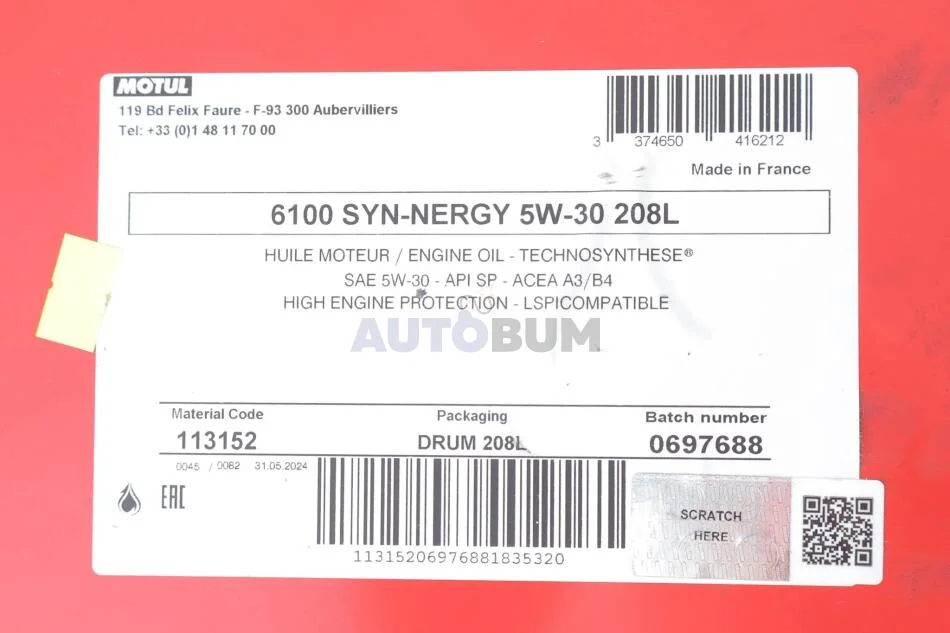 MOTUL
119 Bd Felix Faure - F-93 300 Aubervilliers
Tel: +33 (0)1 48 11 70 00
3 374650 416212
Made in France
6100 SYN-NERGY 5W-30 208L
HUILE MOTEUR / ENGINE OIL - TECHNOSYNTHESE®
SAE 5W-30 - API SP - ACEA A3/B4
HIGH ENGINE PROTECTION - LSPICOMPATIBLE
AUTOBUM
Material Code
Packaging
Batch number
113152
DRUM 208L
0697688
0045 / 0082 31.05.2024
EAC
11315206976881835320
SCRATCH
HERE